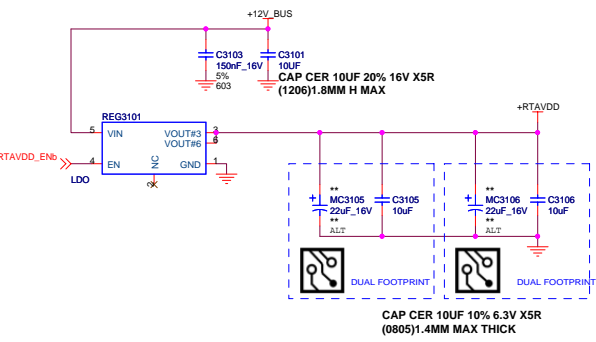 +12V_BUS
C3103
150nF_16V
5%
603
C3101
10UF
CAP CER 10UF 20% 16V X5R
(1206)1.8MM H MAX
REG3101
5 VIN
VOUT#3 3
VOUT#6 6
RTAVDD_ENb
4 EN
NC
GND 1
2
LDO
+RTAVDD
**
MC3105
22uF_16V
**
ALT
C3105
10uF
**
MC3106
22uF_16V
**
ALT
C3106
10uF
DUAL FOOTPRINT
DUAL FOOTPRINT
CAP CER 10UF 10% 6.3V X5R
(0805)1.4MM MAX THICK